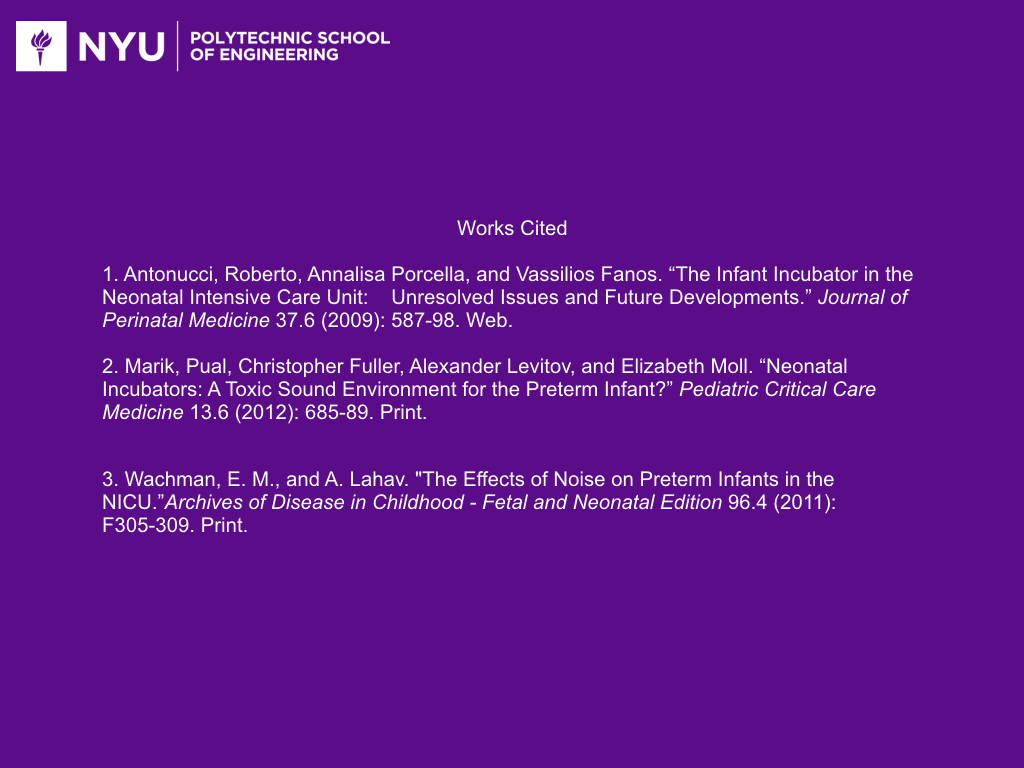 NYU
POLYTECHNIC SCHOOL
OF ENGINEERING
Works Cited
1. Antonucci, Roberto, Annalisa Porcella, and Vassilios Fanos. “The Infant Incubator in the
Neonatal Intensive Care Unit:    Unresolved Issues and Future Developments.” Journal of
Perinatal Medicine 37.6 (2009): 587-98. Web.
2. Marik, Pual, Christopher Fuller, Alexander Levitov, and Elizabeth Moll. “Neonatal
Incubators: A Toxic Sound Environment for the Preterm Infant?” Pediatric Critical Care
Medicine 13.6 (2012): 685-89. Print.
3. Wachman, E. M., and A. Lahav. "The Effects of Noise on Preterm Infants in the
NICU.”Archives of Disease in Childhood - Fetal and Neonatal Edition 96.4 (2011):
F305-309. Print.